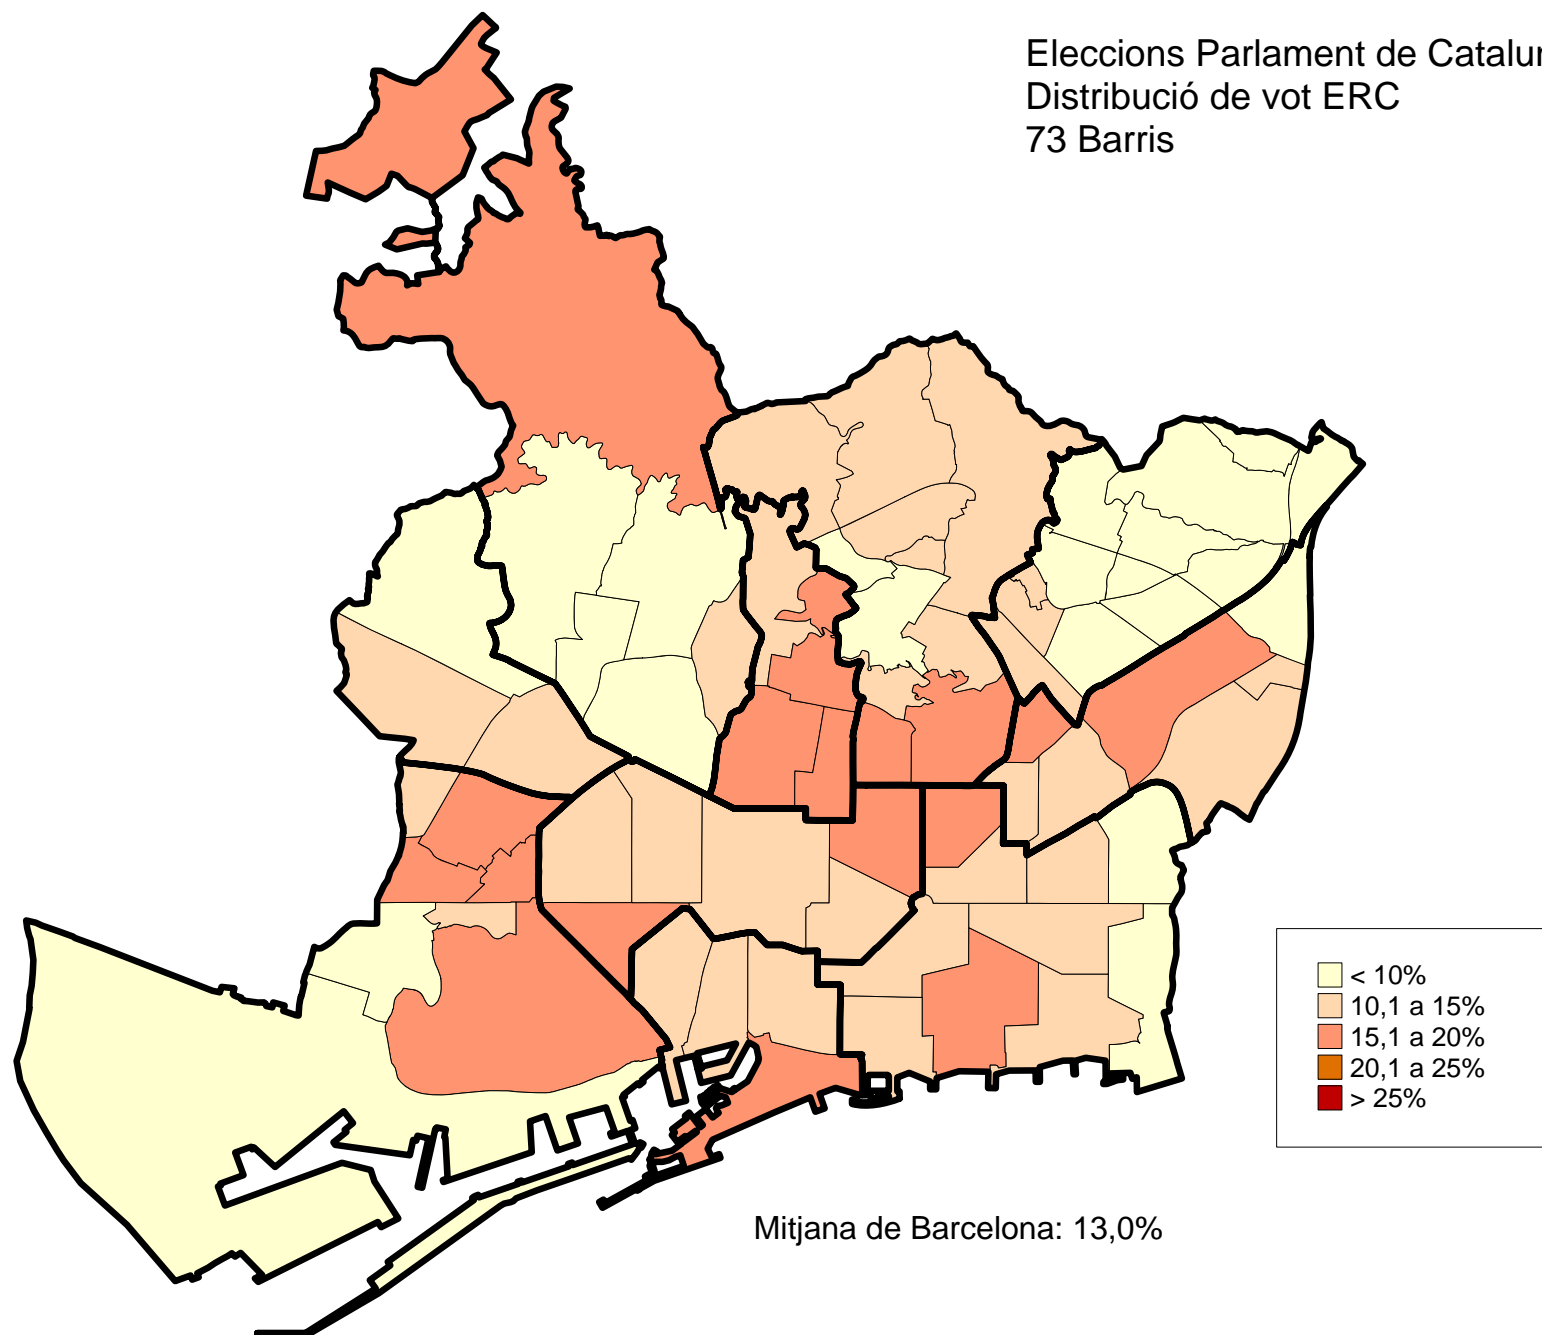 Eleccions Parlament de Catalu
Distribució de vot ERC
73 Barris
< 10%
10,1 a 15%
15,1 a 20%
20,1 a 25%
> 25%
Mitjana de Barcelona: 13,0%